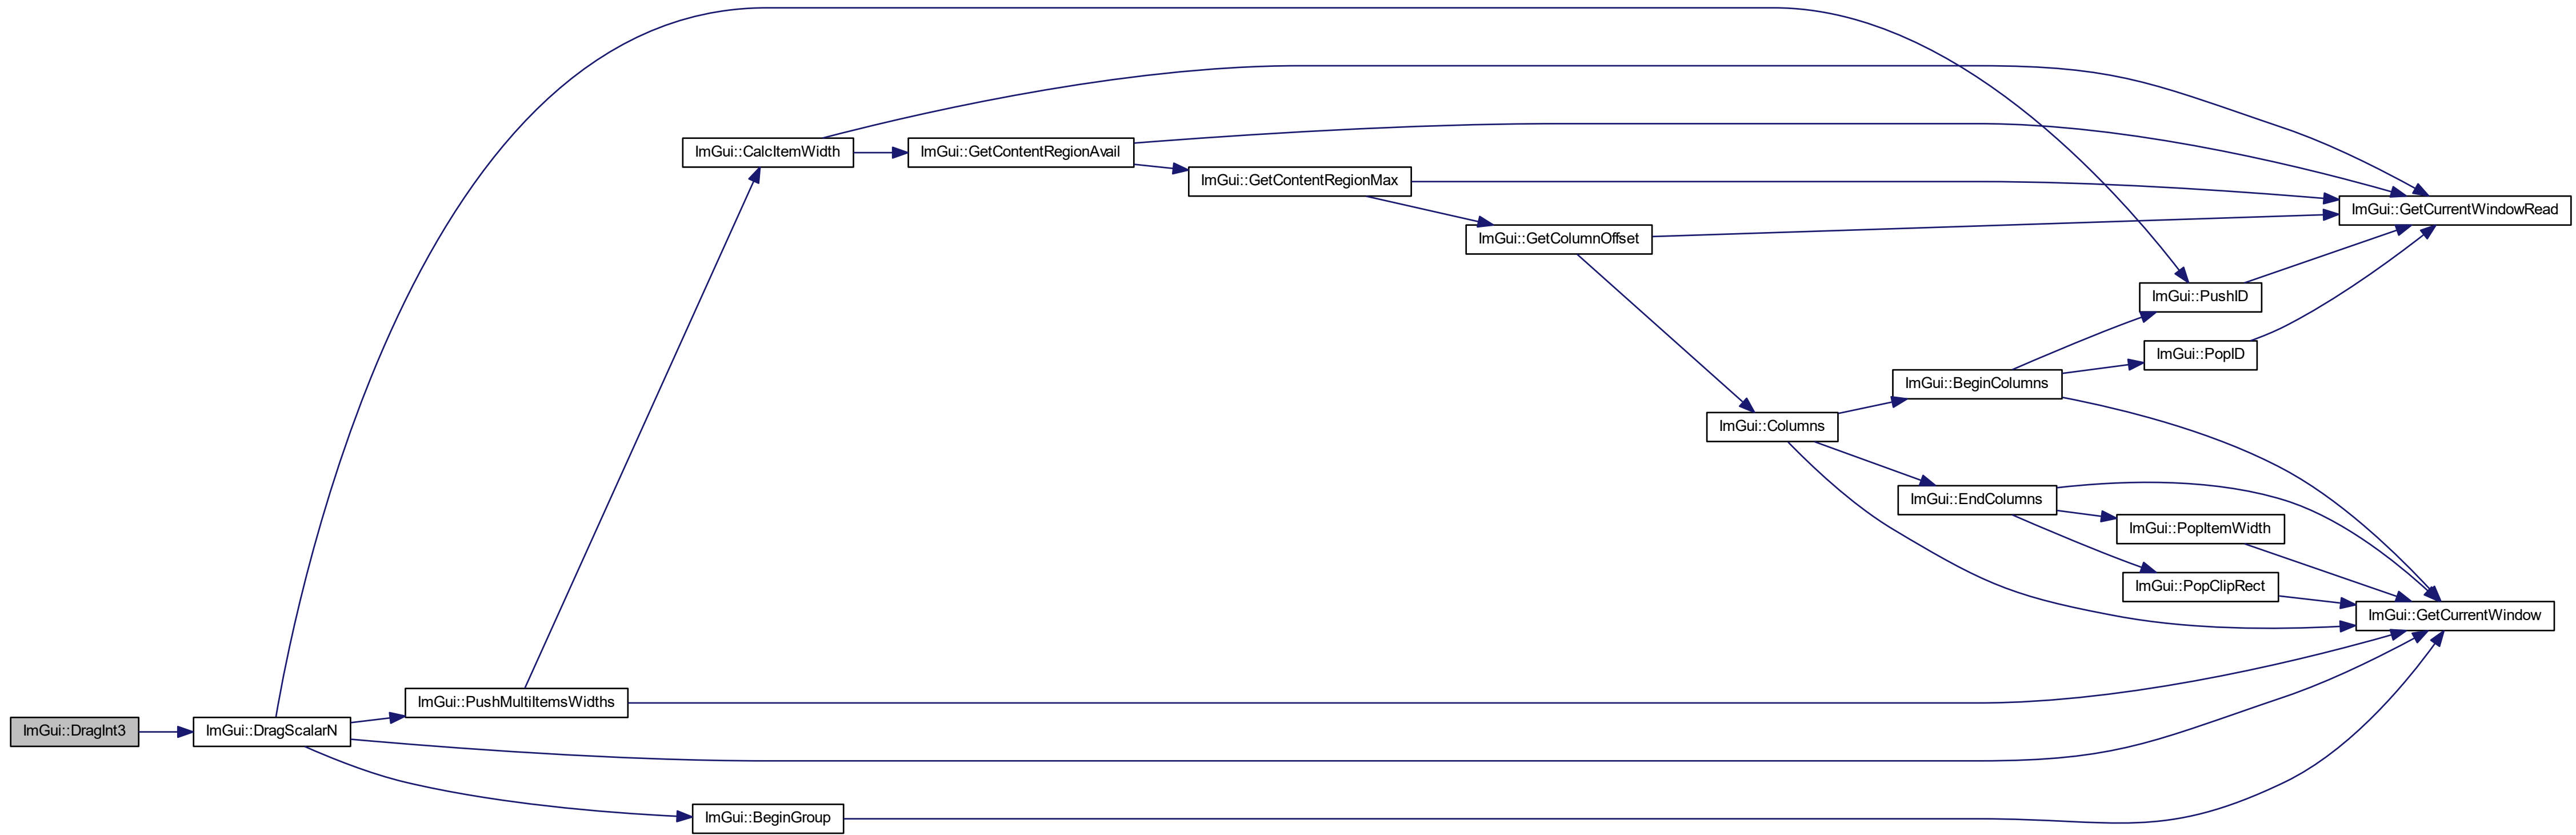 ImGui::DragInt3
ImGui::DragScalarN
ImGui::PushMultiItemsWidths
ImGui::BeginGroup
ImGui::CalcItemWidth
ImGui::GetContentRegionAvail
ImGui::GetContentRegionMax
ImGui::GetColumnOffset
ImGui::Columns
ImGui::BeginColumns
ImGui::EndColumns
ImGui::PushID
ImGui::PopID
ImGui::PopItemWidth
ImGui::PopClipRect
ImGui::GetCurrentWindowRead
ImGui::GetCurrentWindow